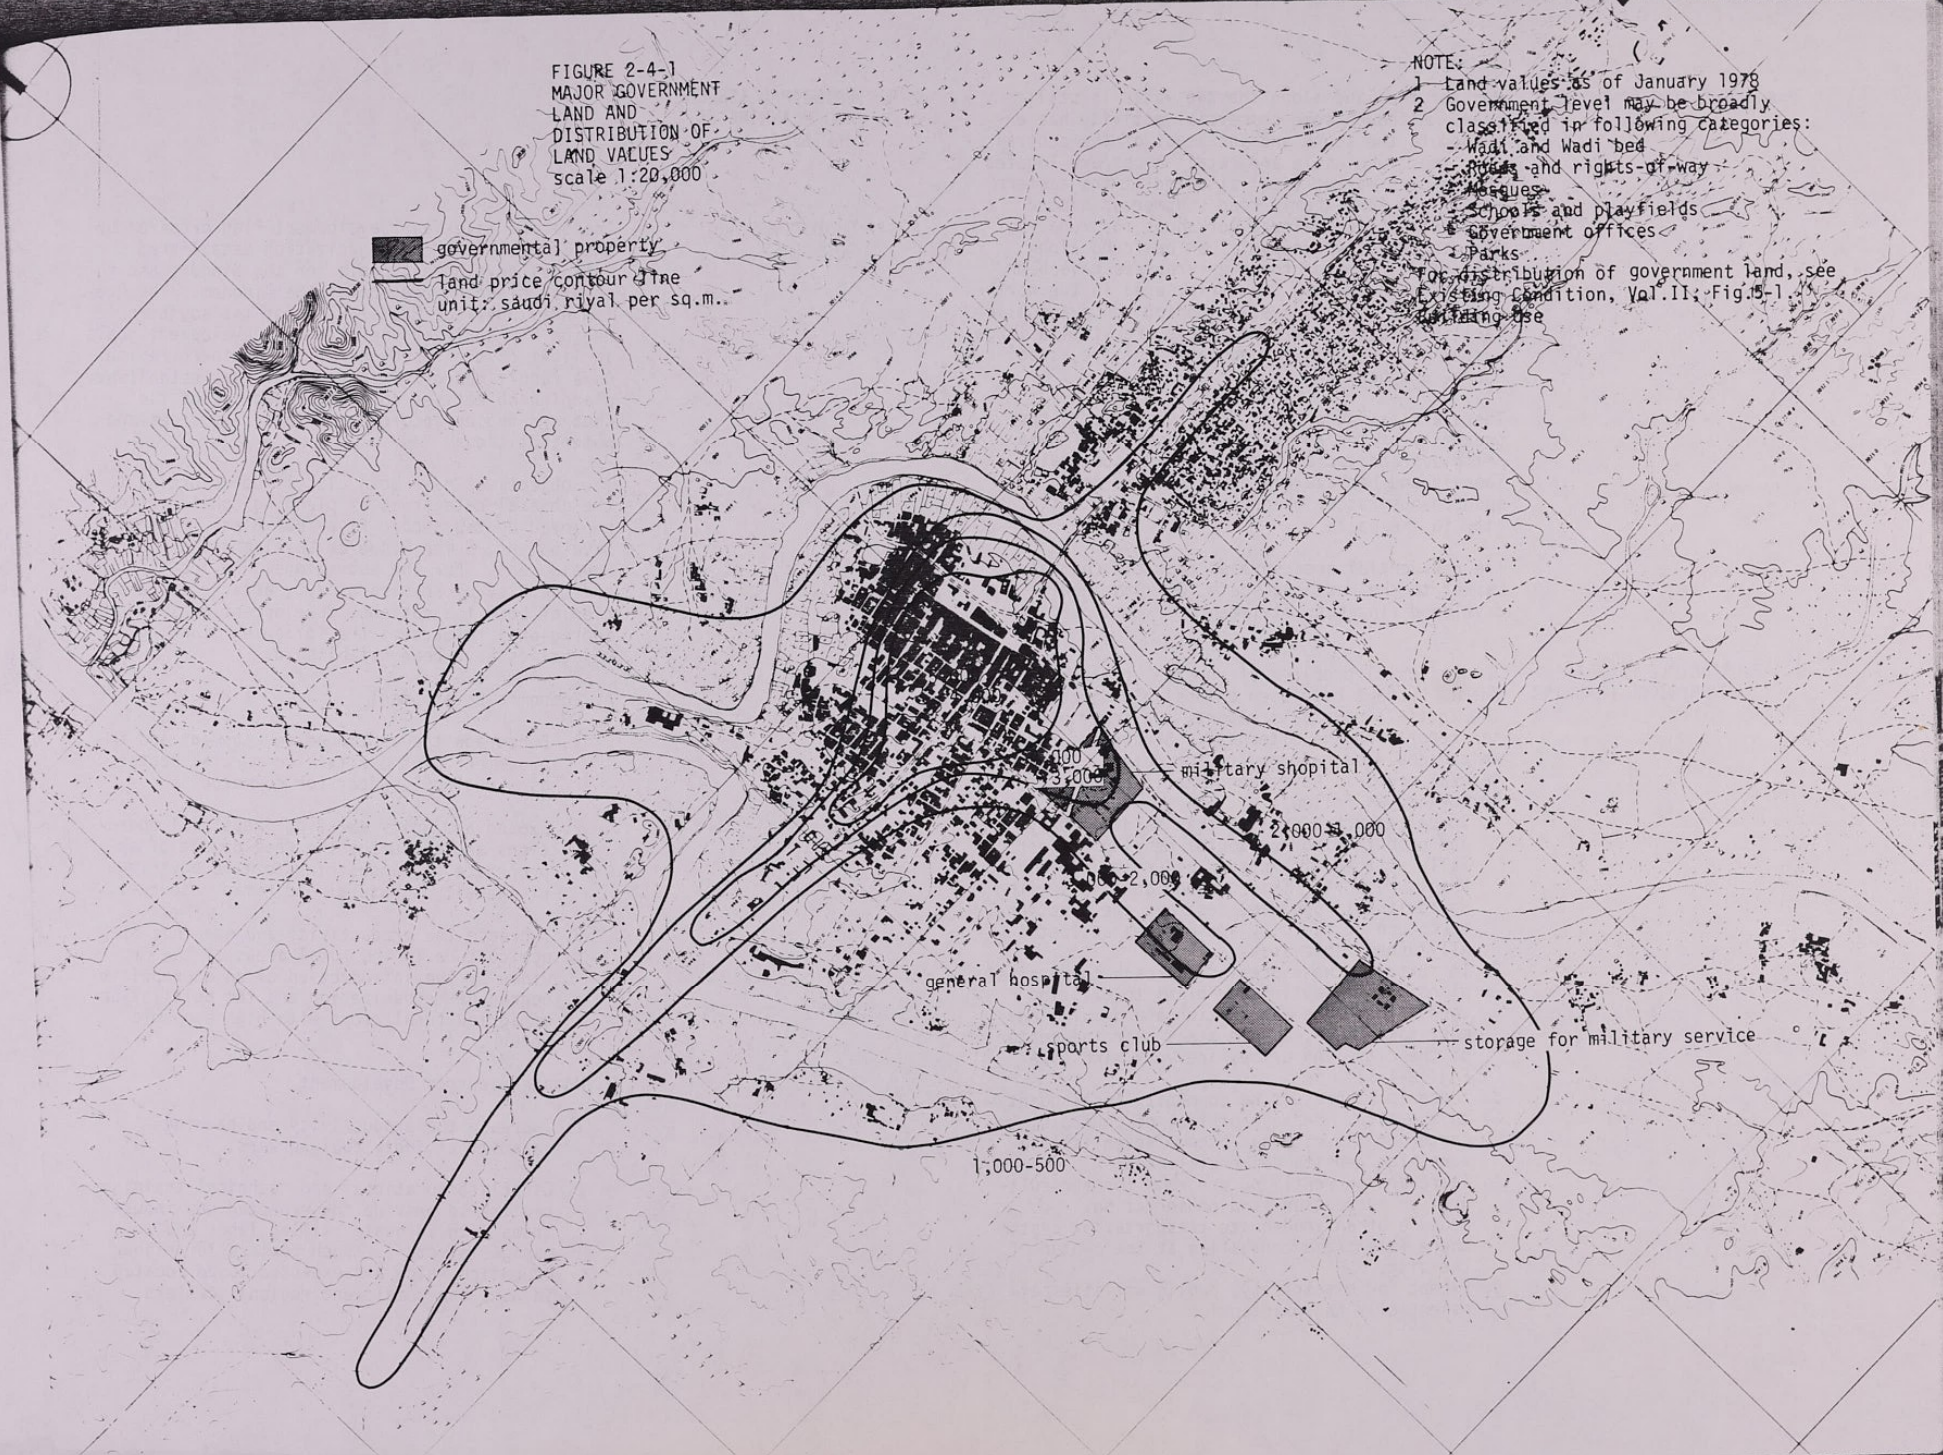 FIGURE 2-4-1
MAJOR GOVERNMENT
LAND AND
DISTRIBUTION OF
LAND VALUES
scale 1:20,000
governmental property
land price contour line
unit: saudi riyal per sq.m.
NOTE:
1 Land values as of January 1978
2 Government level may be broadly
classified in following categories:
- Wadi and Wadi bed
- Roads and rights-of-way
- Mosques
- Schools and playfields
- Government offices
- Parks
For distribution of government land, see
Existing Condition, Vol.II, Fig.5-1.
Building Use
000
3,000
military shopital
2,000-1,000
2,000
general hospital
sports club
storage for military service
1,000-500